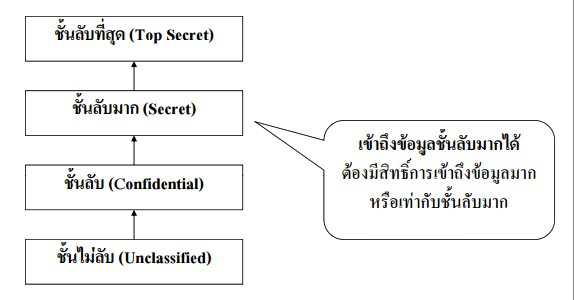 ชั้นลับที่สุด (Top Secret)
ชั้นลับมาก (Secret)
ชั้นลับ (Confidential)
ชั้นไม่ลับ (Unclassified)
เข้าถึงข้อมูลชั้นลับมากได้
ต้องมีสิทธิ์การเข้าถึงข้อมูลมาก
หรือเท่ากับชั้นลับมาก